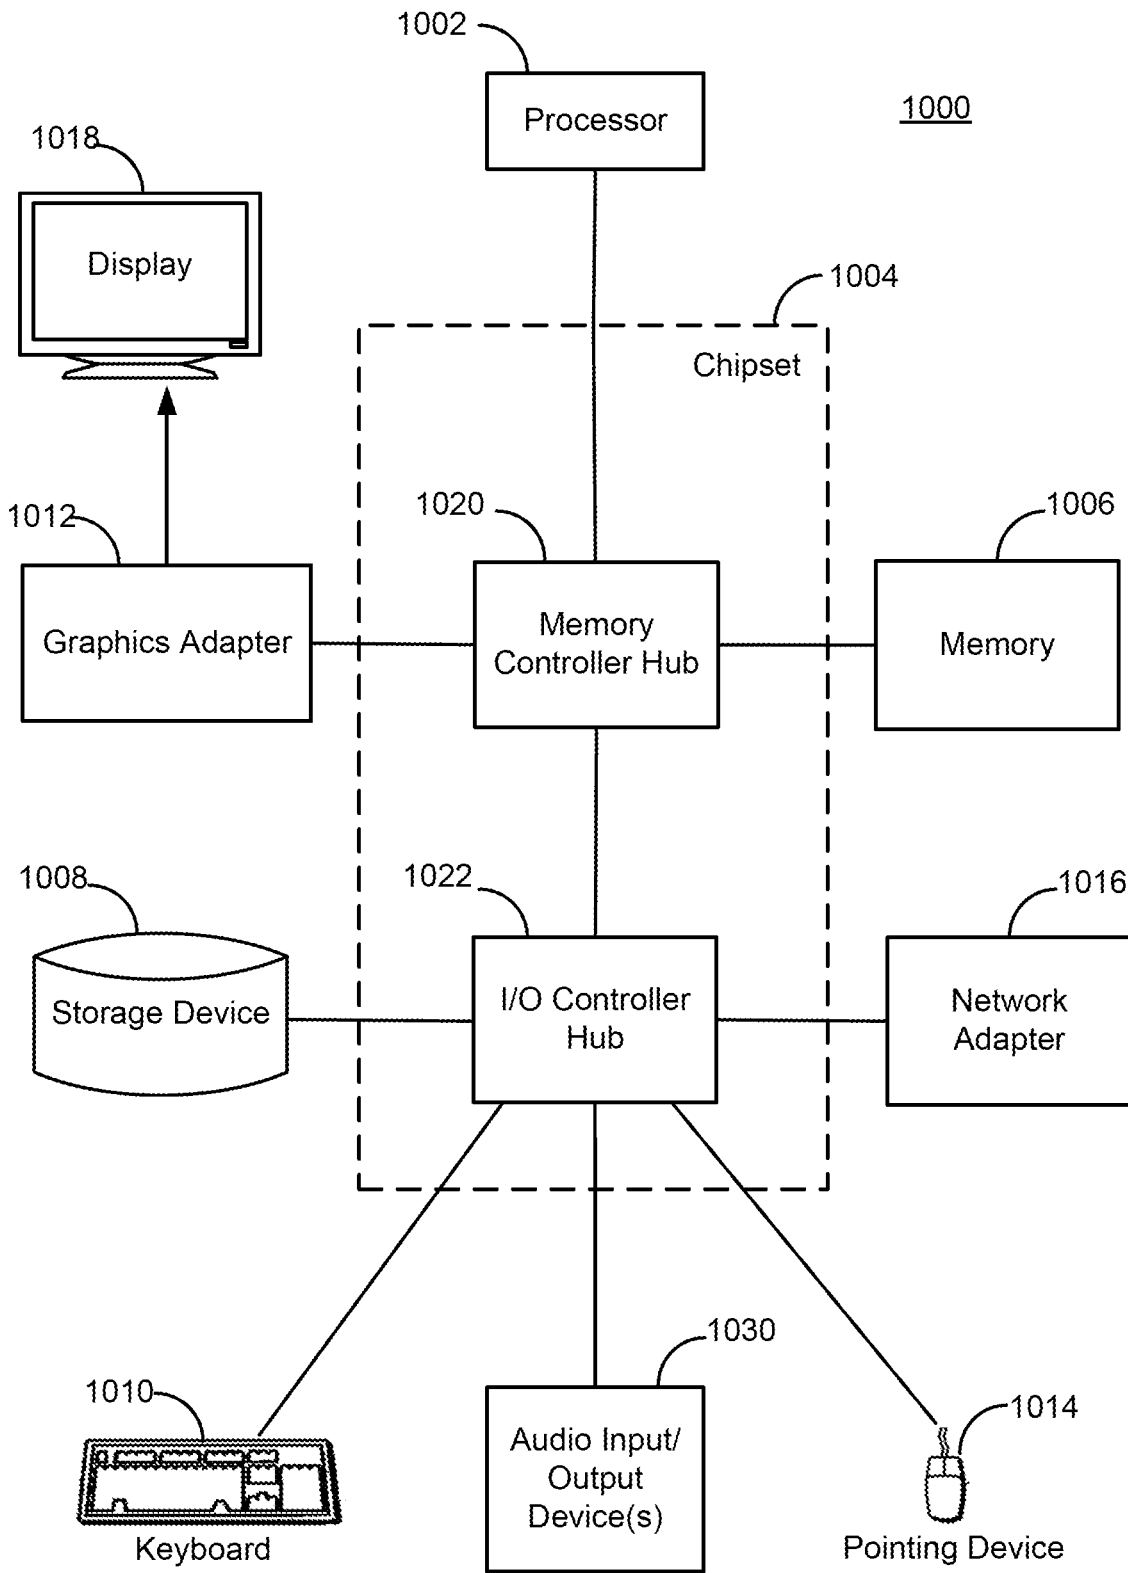 1002
Processor
1000
1018
Display
1004
Chipset
1012
Graphics Adapter
1020
Memory
Controller Hub
1006
Memory
1008
Storage Device
1022
I/O Controller
Hub
1016
Network
Adapter
1010
Keyboard
1030
Audio Input/
Output
Device(s)
1014
Pointing Device